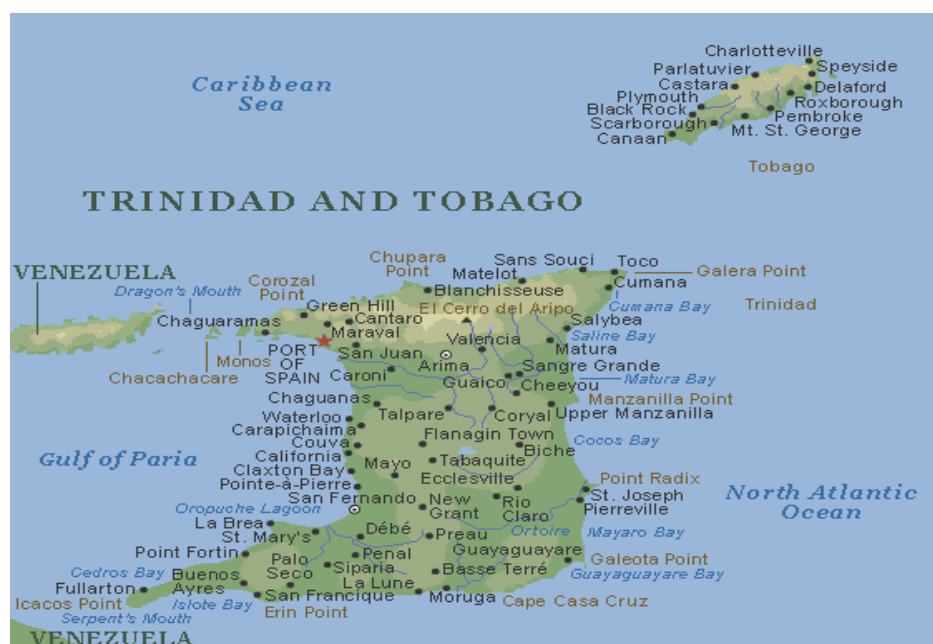 Charlotteville
Parlatuvier
Speyside
Castara
Delaford
Plymouth
Roxborough
Black Rock
Pembroke
Scarborough
Mt. St. George
Canaan
Tobago
Caribbean
Sea
TRINIDAD AND TOBAGO
VENEZUELA
Chupara
Point
Sans Souci
Toco
Matelot
Galera Point
Corozal
Point
Dragon's Mouth
Blanchisseuse
Cumana
Green Hill
El Cerro del Aripo
Cumana Bay
Trinidad
Chaguaramas
Cantaro
Maraval
Salybea
Saline Bay
Valencia
Matura
PORT
OF
SPAIN
San Juan
Monos
Arima
Sangre Grande
Chacachacare
Caroni
Guaico
Cheeyou
Matura Bay
Manzanilla Point
Chaguanas
Talpare
Coryal
Upper Manzanilla
Waterloo
Carapichaima
Flanagin Town
Cocos Bay
Couva
Biche
California
Gulf of Paria
Mayo
Tabaquite
Claxton Bay
Point Radix
Pointe-à-Pierre
Ecclesville
North Atlantic
Ocean
San Fernando
New
Grant
Rio
Claro
St. Joseph
Pierreville
Oropuche Lagoon
La Brea
Débé
Ortoire
Mayaro Bay
St. Mary's
Preau
Point Fortin
Penal
Guayaguayare
Galeota Point
Palo
Seco
Siparia
Basse Terré
Guayaguayare Bay
Cedros Bay
Buenos
Ayres
La Lune
Fullarton
San Francique
Moruga
Cape Casa Cruz
Icacos Point
Islote Bay
Erin Point
Serpent's Mouth
VENEZUELA